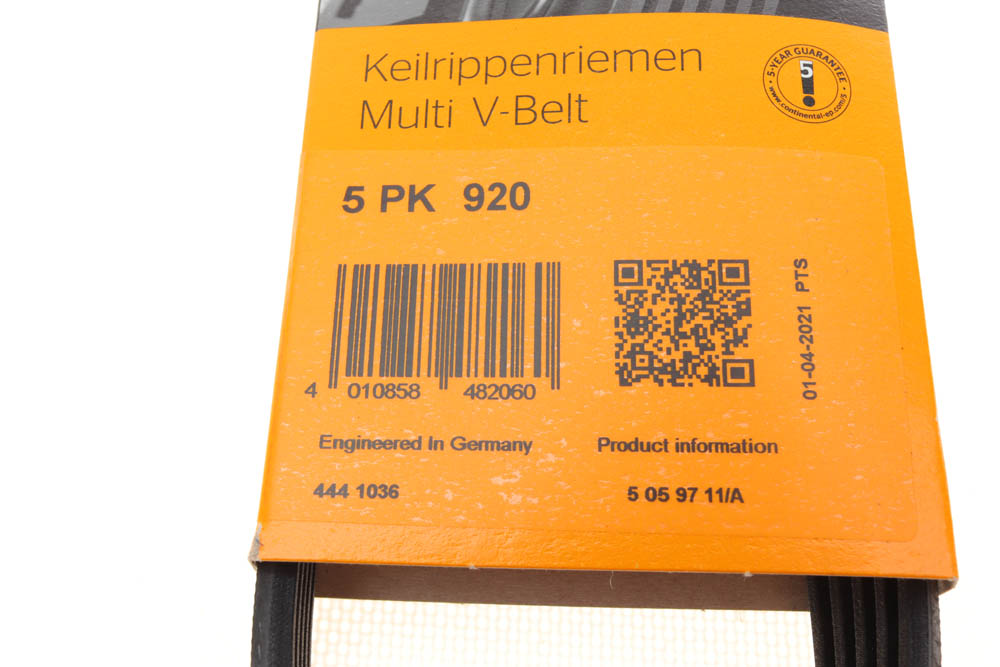 Keilrippenriemen
Multi V-Belt
• 5-YEAR GUARANTEE •
5
www.continental-ep.com/5
5 PK 920
4 010858 482060
01-04-2021 PTS
Engineered In Germany
Product information
444 1036
5 05 97 11/A